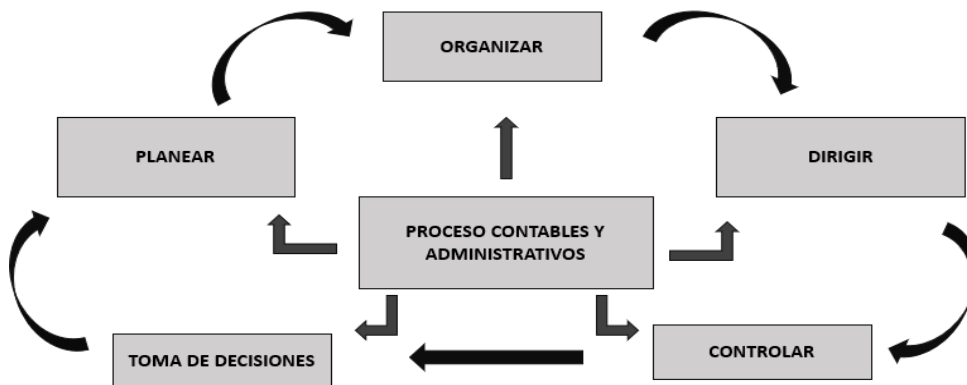 ORGANIZAR
PLANEAR
DIRIGIR
PROCESO CONTABLES Y
ADMINISTRATIVOS
TOMA DE DECISIONES
CONTROLAR